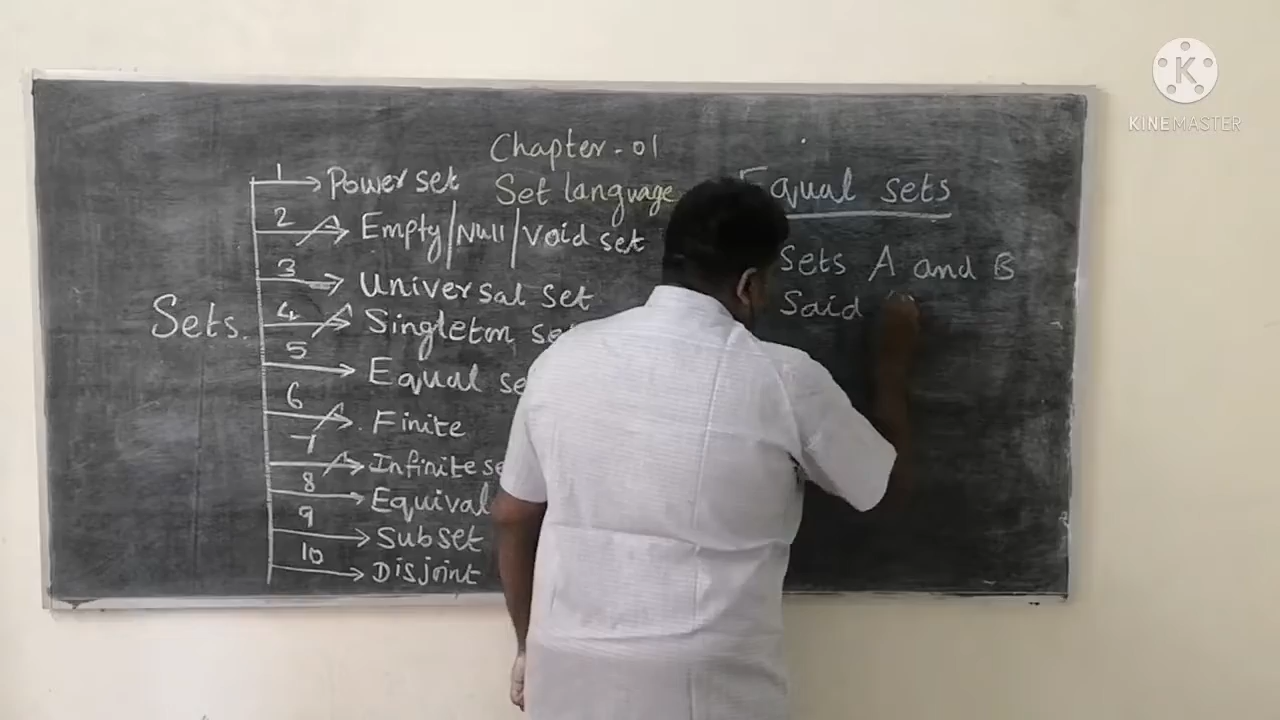 Chapter - 01
Set language
Sets.
1 Power set
2 Empty/Null/Void set
3 Universal set
4 Singleton
5 Equal
6 Finite
7 Infinite
8
9 Subset
10 Disjoint
Equal sets
Sets A and B
Said
KINEMASTER